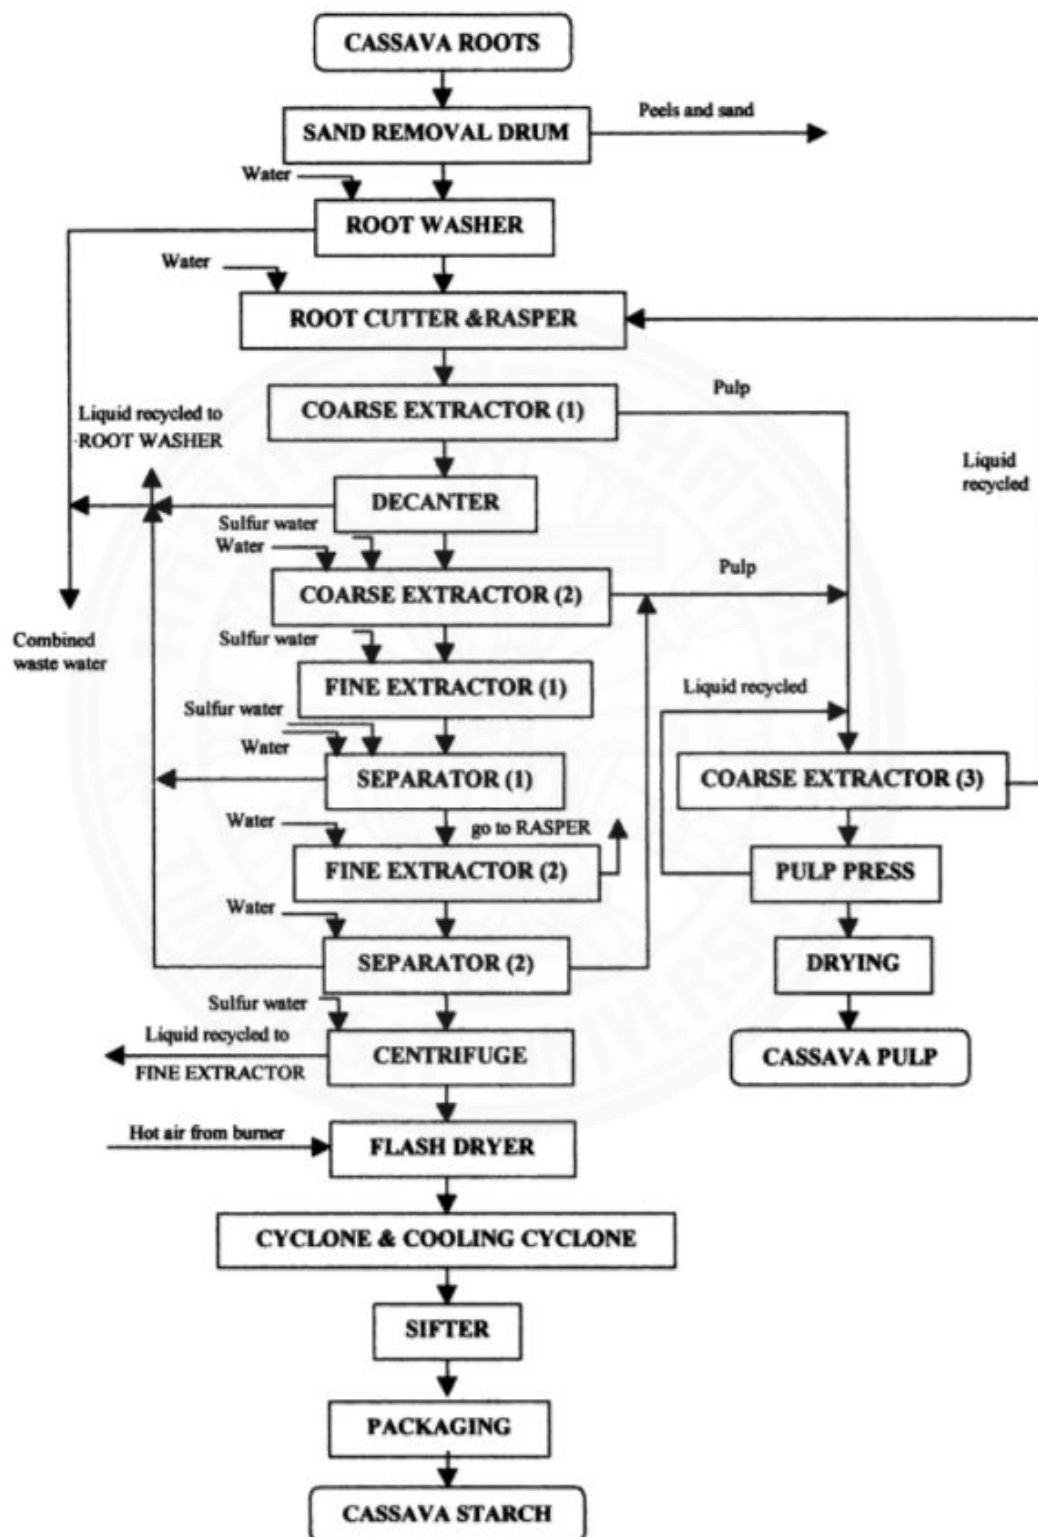 CASSAVA ROOTS
SAND REMOVAL DRUM
Peels and sand
Water
ROOT WASHER
Water
ROOT CUTTER &RASPER
COARSE EXTRACTOR (1)
Pulp
Liquid recycled to
ROOT WASHER
Liquid
recycled
DECANTER
Sulfur water
Water
COARSE EXTRACTOR (2)
Pulp
Combined
waste water
Sulfur water
FINE EXTRACTOR (1)
Liquid recycled
Sulfur water
Water
SEPARATOR (1)
COARSE EXTRACTOR (3)
Water
go to RASPER
FINE EXTRACTOR (2)
PULP PRESS
Water
SEPARATOR (2)
DRYING
Sulfur water
Liquid recycled to
FINE EXTRACTOR
CENTRIFUGE
CASSAVA PULP
Hot air from burner
FLASH DRYER
CYCLONE & COOLING CYCLONE
SIFTER
PACKAGING
CASSAVA STARCH